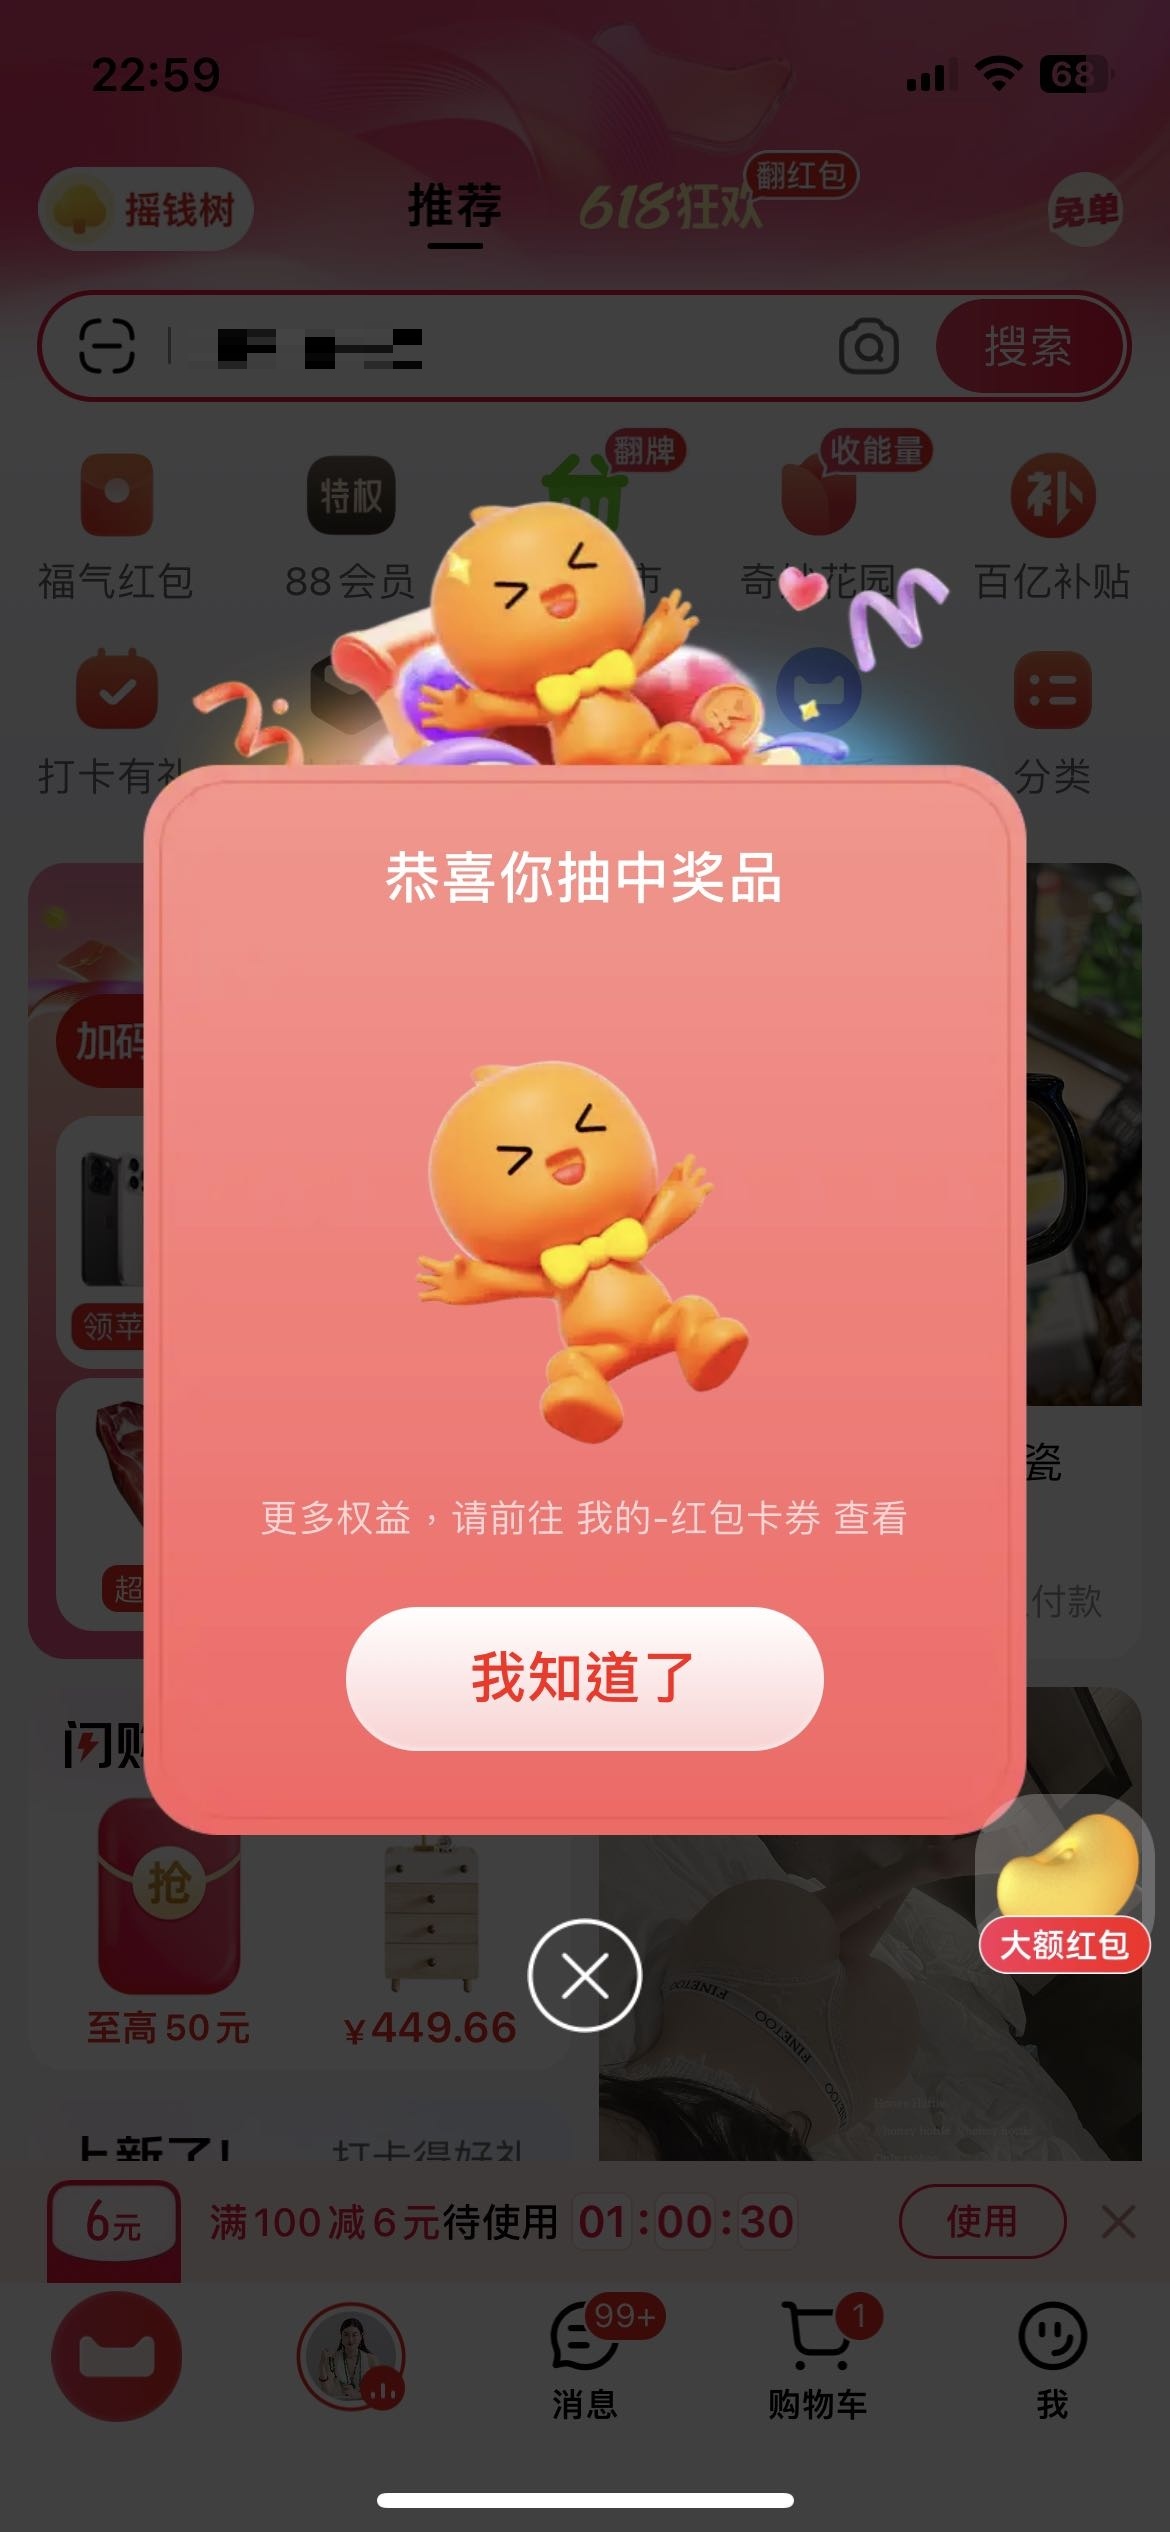 22:59
68
摇钱树
推荐
618狂欢
翻红包
免单
搜索
翻牌
收能量
特权
补
福气红包
88会员
市
奇妙花园
百亿补贴
打卡有礼
分类
恭喜你抽中奖品
加码
领苹
瓷
更多权益，请前往 我的-红包卡券 查看
超
付款
我知道了
闪购
抢
大额红包
至高50元
¥449.66
FINETOO
FINETOO
FINETOO
上新了!
打卡得好礼
6元
满100减6元待使用
01:00:30
使用
99+
1
消息
购物车
我